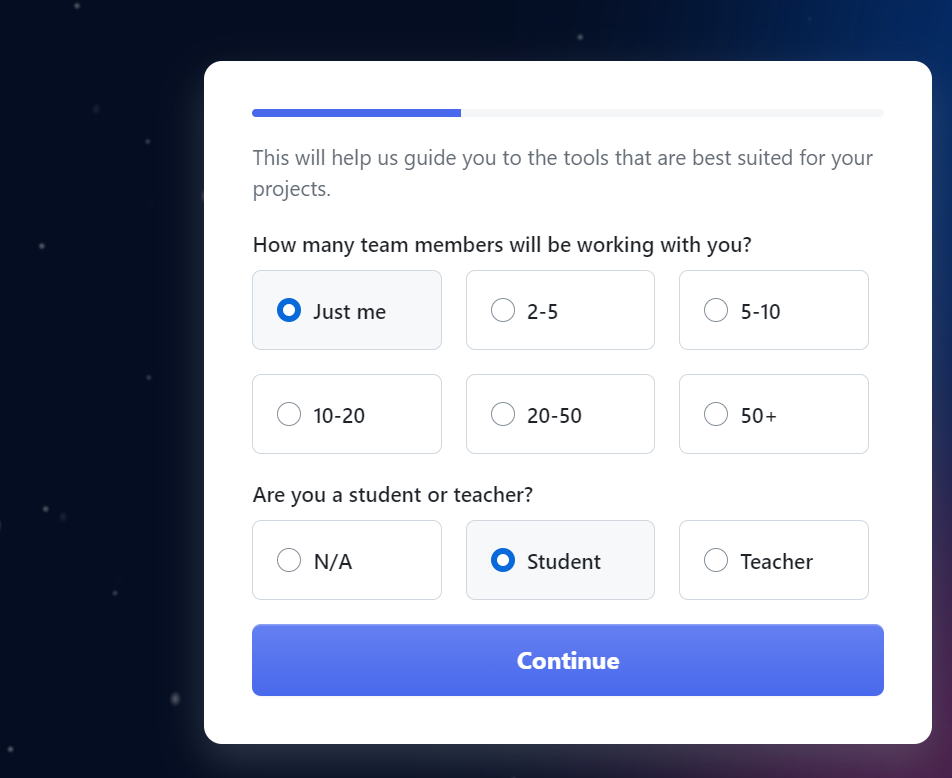 This will help us guide you to the tools that are best suited for your
projects.
How many team members will be working with you?
Just me
2-5
5-10
10-20
20-50
50+
Are you a student or teacher?
N/A
Student
Teacher
Continue